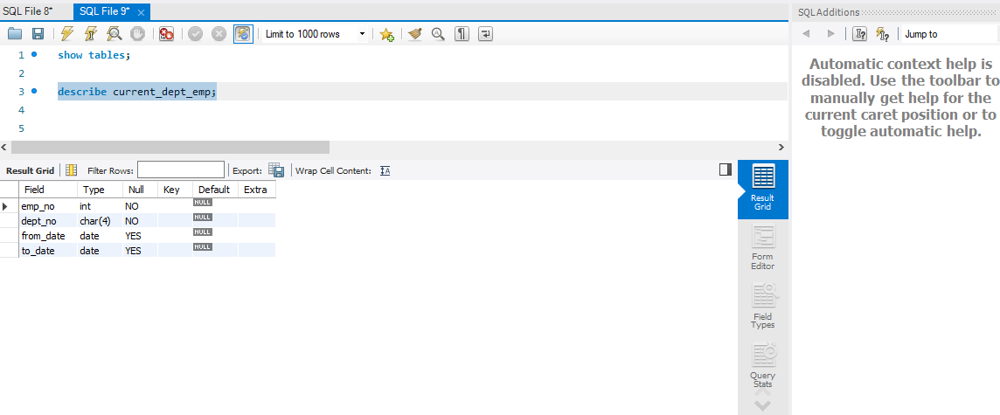 SQL File 8*
SQL File 9*
SQLAdditions
Limit to 1000 rows
Jump to
1 show tables;
2
3 describe current_dept_emp;
4
5
Automatic context help is
disabled. Use the toolbar to
manually get help for the
current caret position or to
toggle automatic help.
Result Grid Filter Rows: Export: Wrap Cell Content:
Field Type Null Key Default Extra
emp_no int NO NULL
dept_no char(4) NO NULL
from_date date YES NULL
to_date date YES NULL
Result
Grid
Form
Editor
Field
Types
Query
Stats